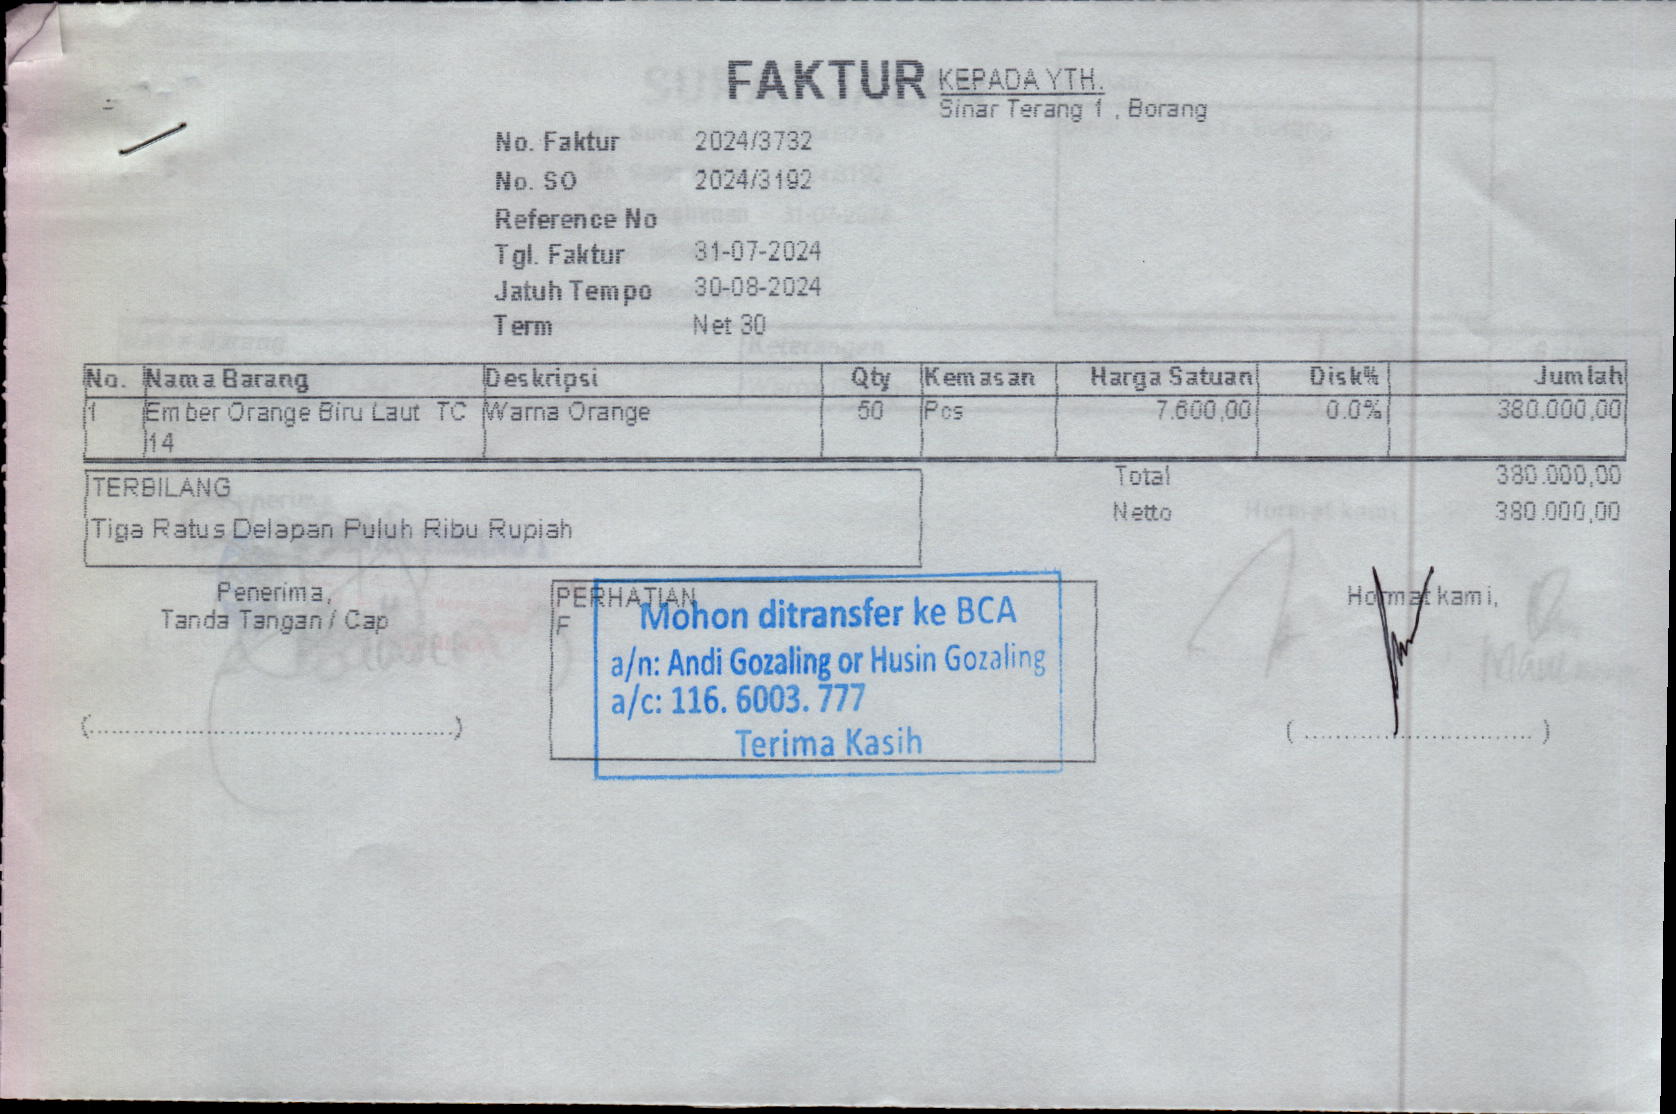 FAKTUR
KEPADA YTH.
Sinar Terang 1 , Borang
No. Faktur 2024/3732
No. SO 2024/3192
Reference No
Tgl. Faktur 31-07-2024
Jatuh Tempo 30-08-2024
Term Net 30
No. Nama Barang Deskripsi Qty Kemasan Harga Satuan Disk% Jumlah
1 Ember Orange Biru Laut TC Warna Orange 50 Pcs 7.600,00 0.0% 380.000,00
14
TERBILANG
Tiga Ratus Delapan Puluh Ribu Rupiah
Total 380.000,00
Netto 380.000,00
Penerima,
Tanda Tangan / Cap
PERHATIAN
F
Mohon ditransfer ke BCA
a/n: Andi Gozaling or Husin Gozaling
a/c: 116. 6003. 777
Terima Kasih
Hormat kami,
(................................................)
( ................................ )